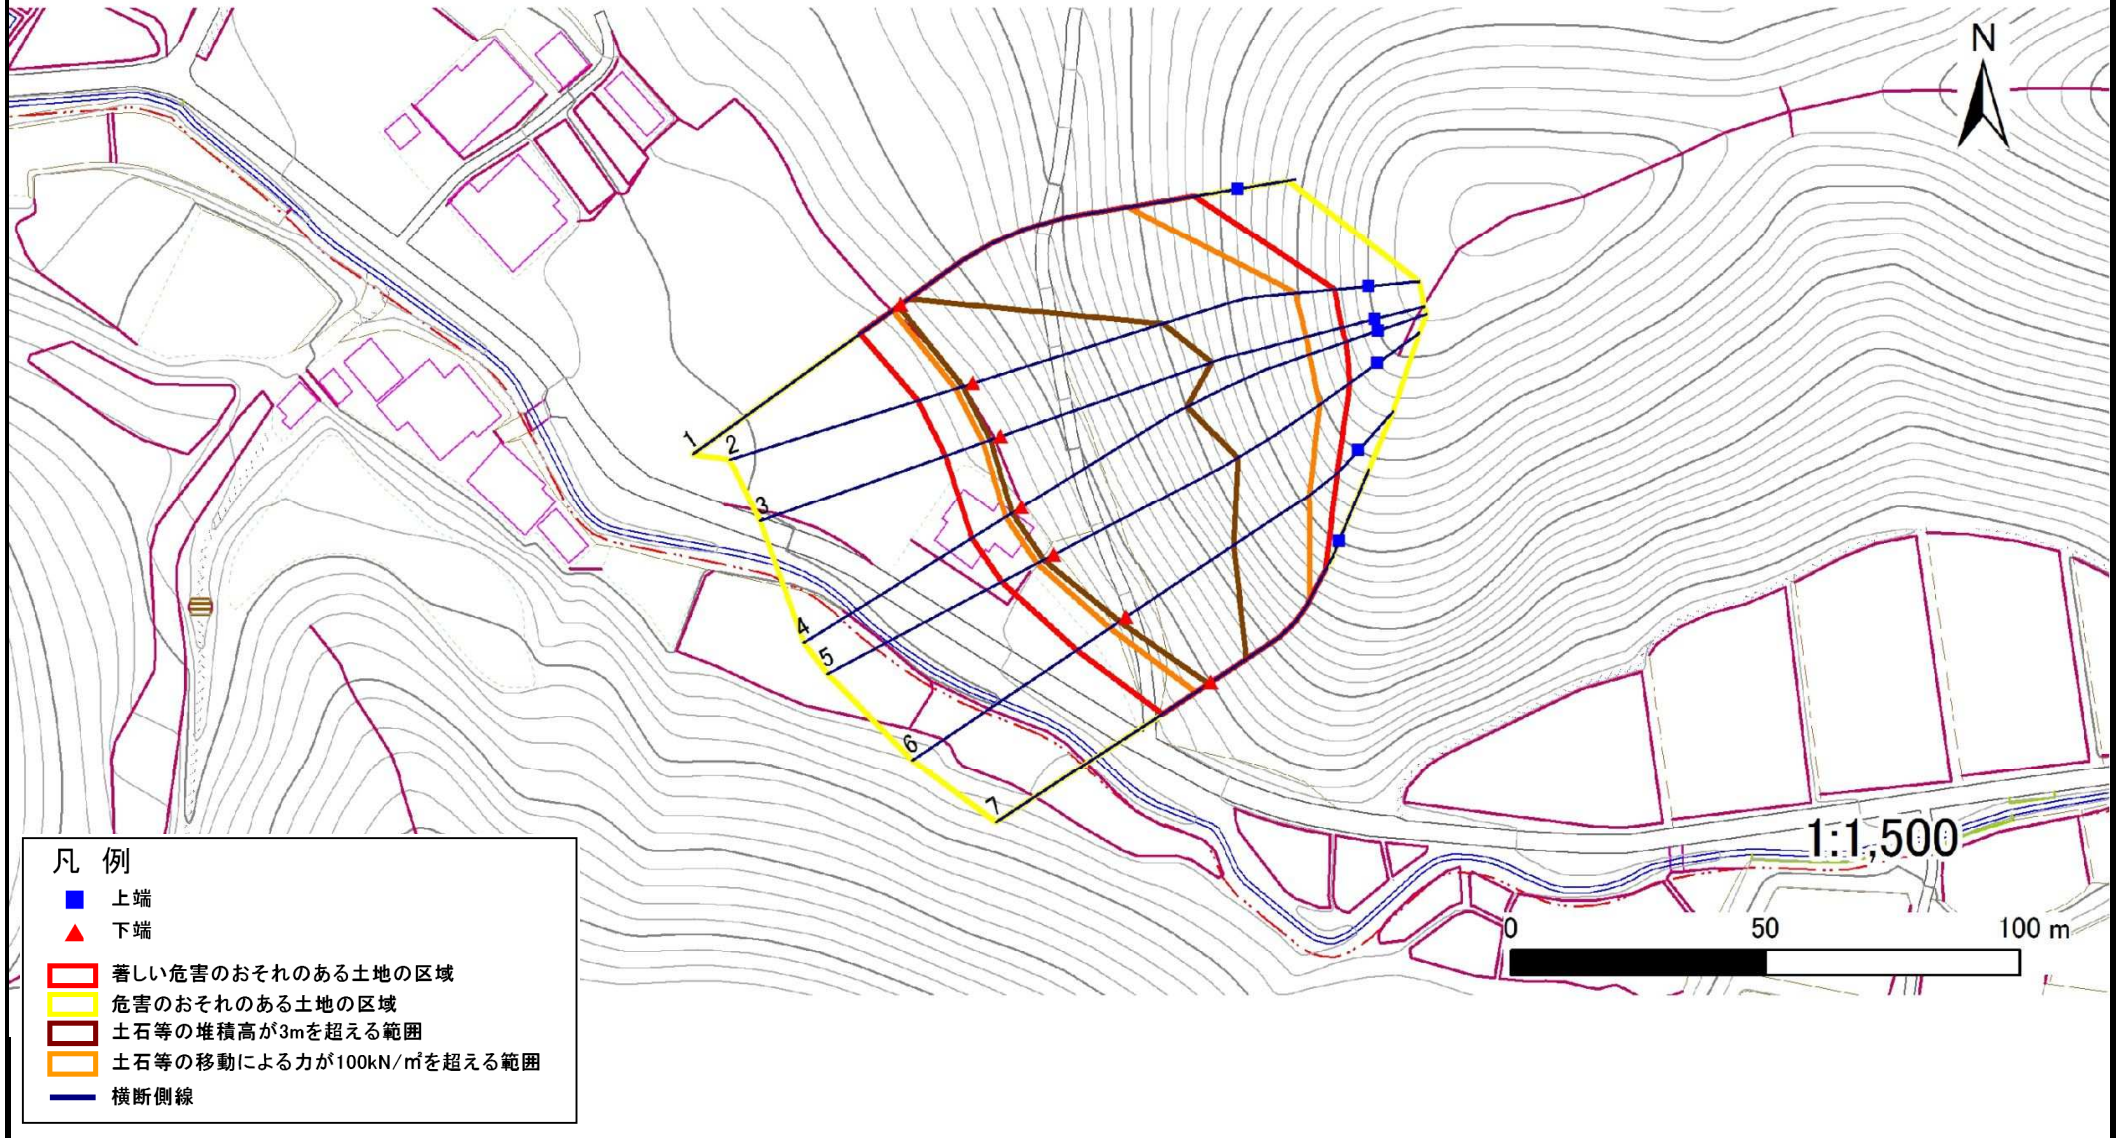 N
1
2
3
4
5
6
7
1:1,500
0 50 100 m
凡 例
上端
下端
著しい危害のおそれのある土地の区域
危害のおそれのある土地の区域
土石等の堆積高が3mを超える範囲
土石等の移動による力が100kN/㎡を超える範囲
横断側線